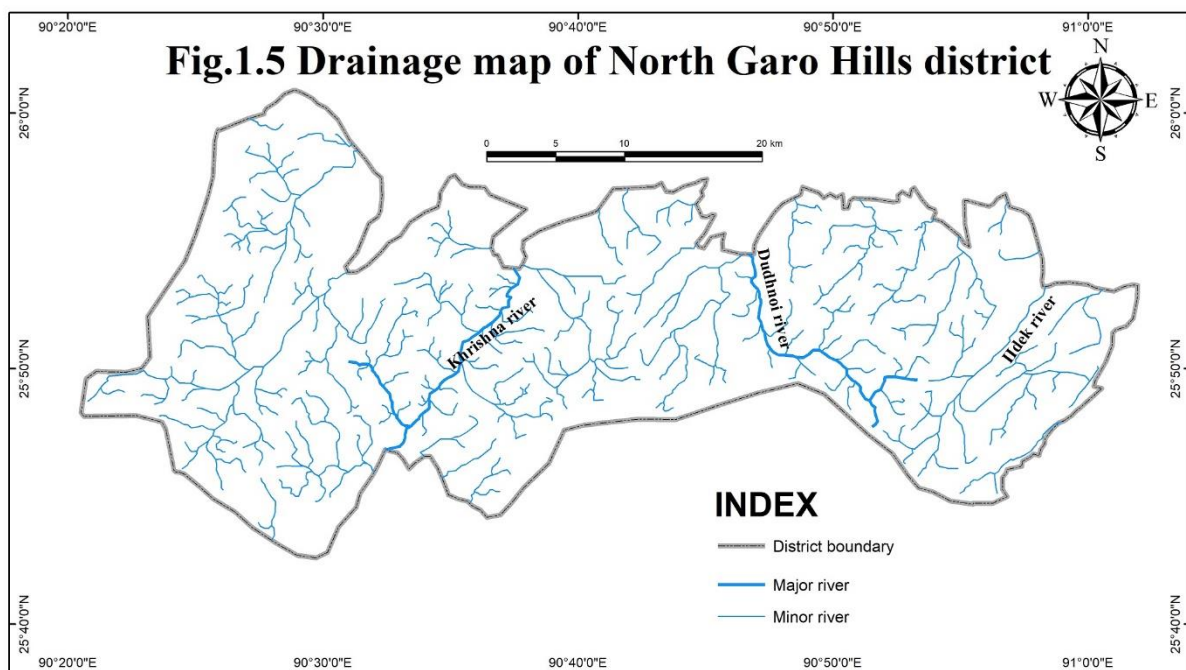 90°20'0"E 90°30'0"E 90°40'0"E 90°50'0"E 91°0'0"E
Fig.1.5 Drainage map of North Garo Hills district
N
W E
S
26°0'0"N 26°0'0"N
0 5 10 20 km
Dudhnoi river
Khrishna river
Ildek river
25°50'0"N 25°50'0"N
INDEX
District boundary
Major river
Minor river
25°40'0"N 25°40'0"N
90°20'0"E 90°30'0"E 90°40'0"E 90°50'0"E 91°0'0"E